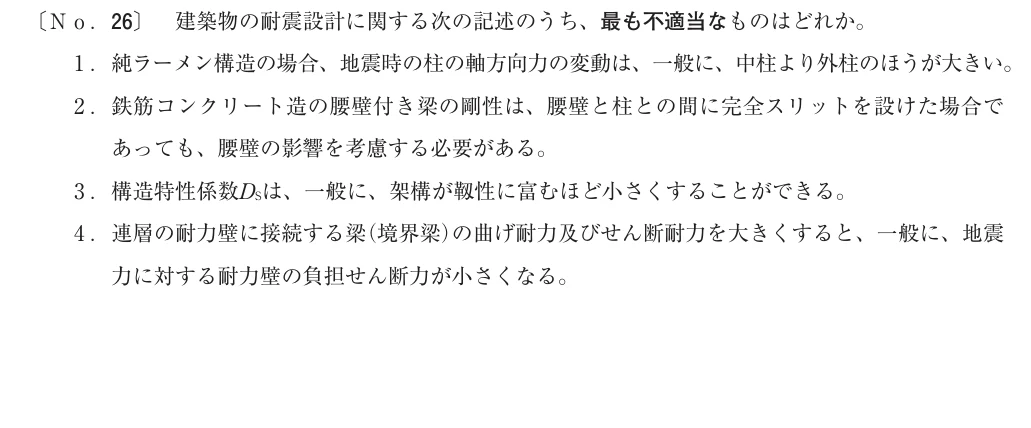 〔Ｎｏ．26〕　建築物の耐震設計に関する次の記述のうち、最も不適当なものはどれか。
１．純ラーメン構造の場合、地震時の柱の軸方向力の変動は、一般に、中柱より外柱のほうが大きい。
２．鉄筋コンクリート造の腰壁付き梁の剛性は、腰壁と柱との間に完全スリットを設けた場合で
あっても、腰壁の影響を考慮する必要がある。
３．構造特性係数Dsは、一般に、架構が靱性に富むほど小さくすることができる。
４．連層の耐力壁に接続する梁(境界梁)の曲げ耐力及びせん断耐力を大きくすると、一般に、地震
力に対する耐力壁の負担せん断力が小さくなる。